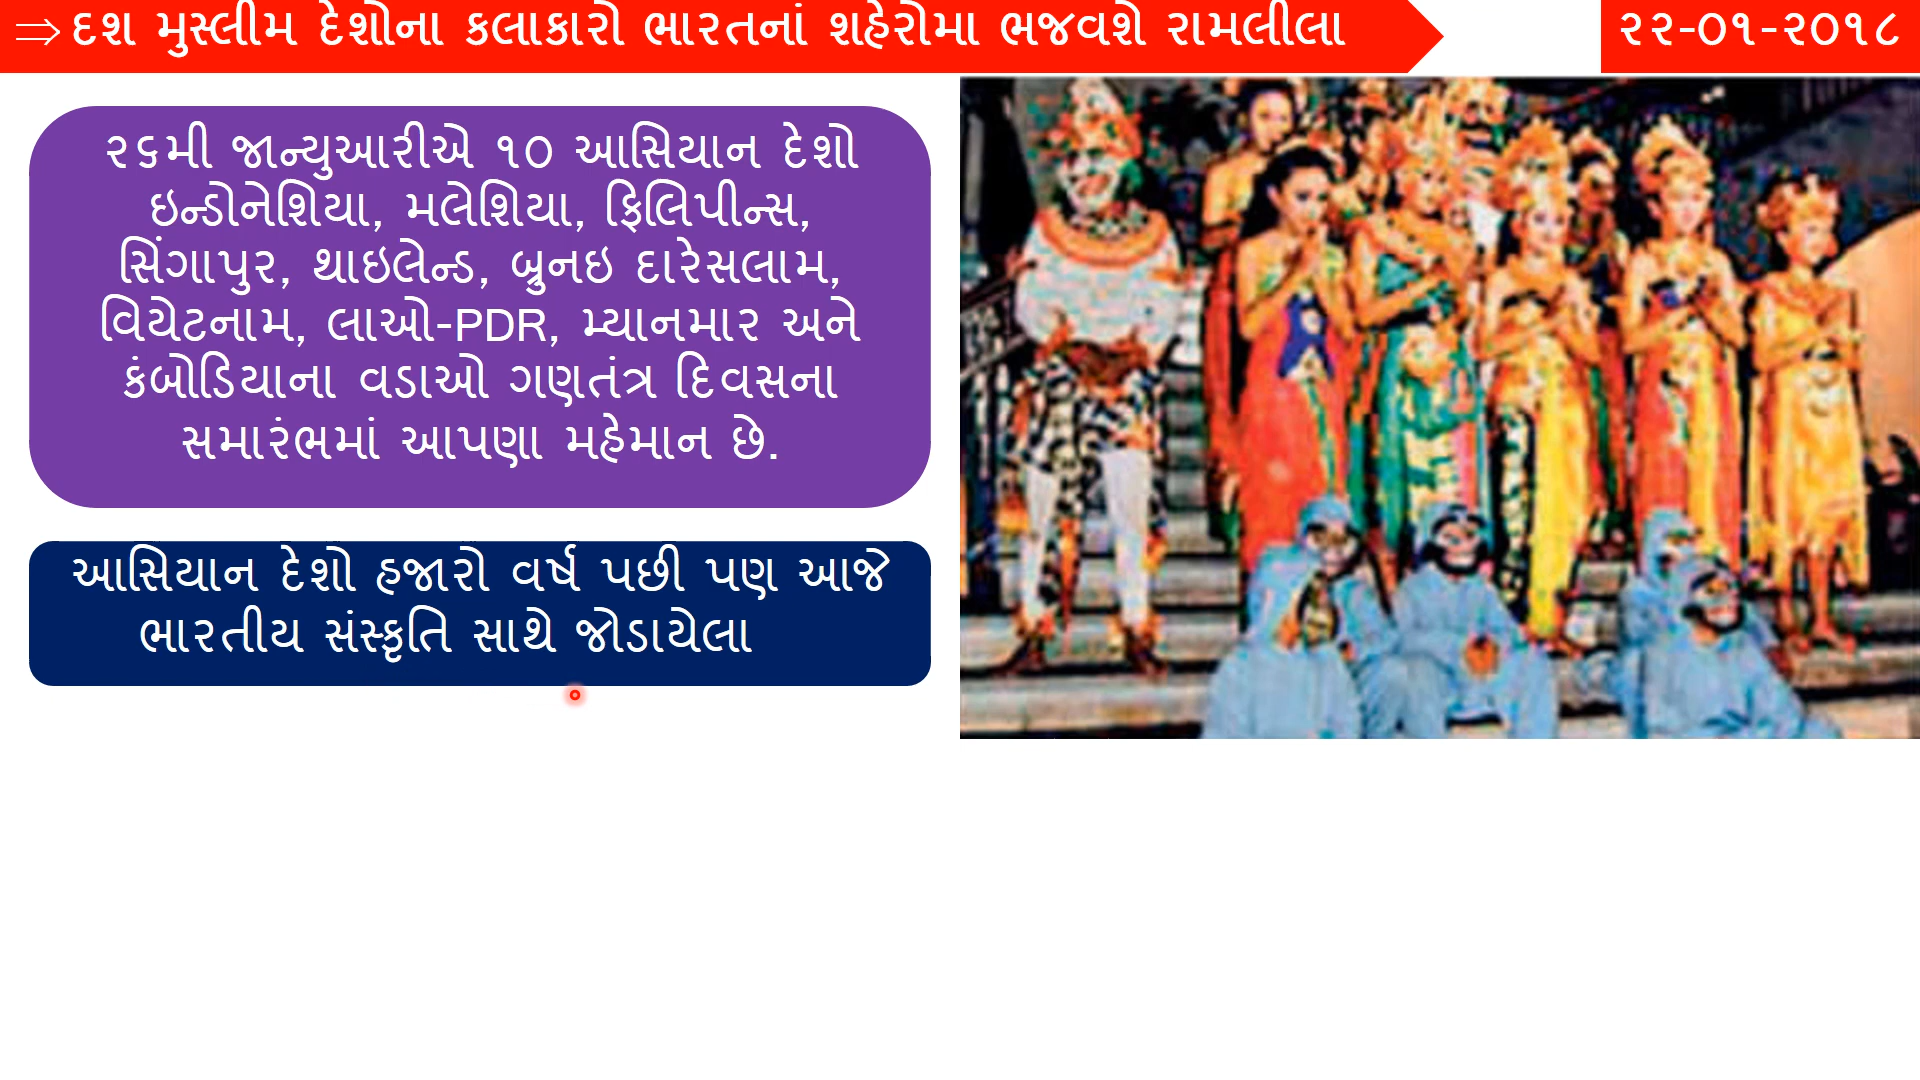 ⇒દશ મુસ્લીમ દેશોના કલાકારો ભારતનાં શહેરોમા ભજવશે રામલીલા
૨૨-૦૧-૨૦૧૮
૨૬મી જાન્યુઆરીએ ૧૦ આસિયાન દેશો
ઇન્ડોનેશિયા, મલેશિયા, ફિલિપીન્સ,
સિંગાપુર, થાઇલેન્ડ, બ્રુનઇ દારેસલામ,
વિયેટનામ, લાઓ-PDR, મ્યાનમાર અને
કંબોડિયાના વડાઓ ગણતંત્ર દિવસના
સમારંભમાં આપણા મહેમાન છે.
આસિયાન દેશો હજારો વર્ષ પછી પણ આજે
ભારતીય સંસ્કૃતિ સાથે જોડાયેલા